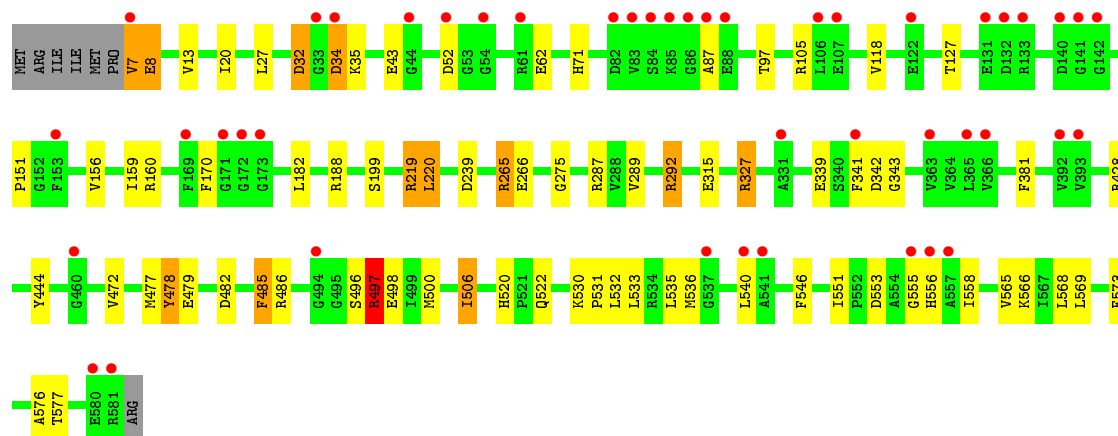 MET ARG ILE ILE MET PRO V7 E8 V13 I20 L27 D32 G33 D34 K35 E43 G44 D52 G53 G54 R61 E62 H71 D82 V83 S84 K85 G86 A87 E88 T97 R105 L106 E107 V118 E122 T127 E131 D132 R133 D140 G141 G142
P151 G152 F153 V156 I159 R160 F169 F170 G171 G172 G173 L182 R188 S199 R219 L220 D239 R265 E266 G275 R287 V288 V289 R292 E315 R327 A331 E339 S340 F341 D342 G343 V363 V364 L365 V366 F381 V392 V393
Y444 G460 V472 M477 Y478 E479 D482 F485 R486 G494 G495 S496 R497 E498 I499 M500 I506 H520 P521 Q522 K530 P531 L532 L533 R534 L535 M536 G537 L540 A541 F546 I551 P552 D553 A554 G555 H556 A557 I558 V565 K566 I567 L568 L569
A576 T577 E580 R581 ARG